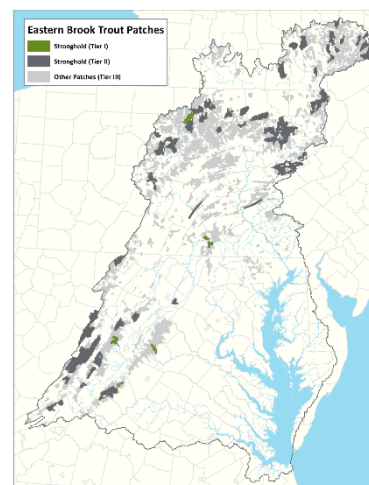 Eastern Brook Trout Patches
Stronghold (Tier I)
Stronghold (Tier II)
Other Patches (Tier III)